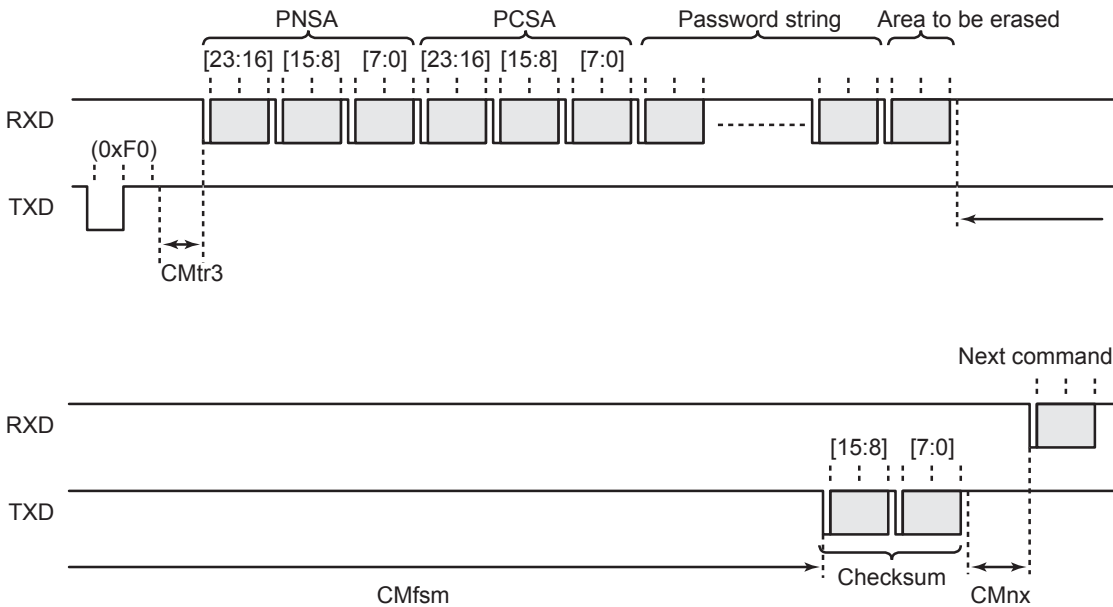 PNSA PCSA Password string Area to be erased
[23:16] [15:8] [7:0] [23:16] [15:8] [7:0]
RXD
(0xF0)
TXD
CMtr3
Next command
RXD
[15:8] [7:0]
TXD
Checksum
CMfsm CMnx